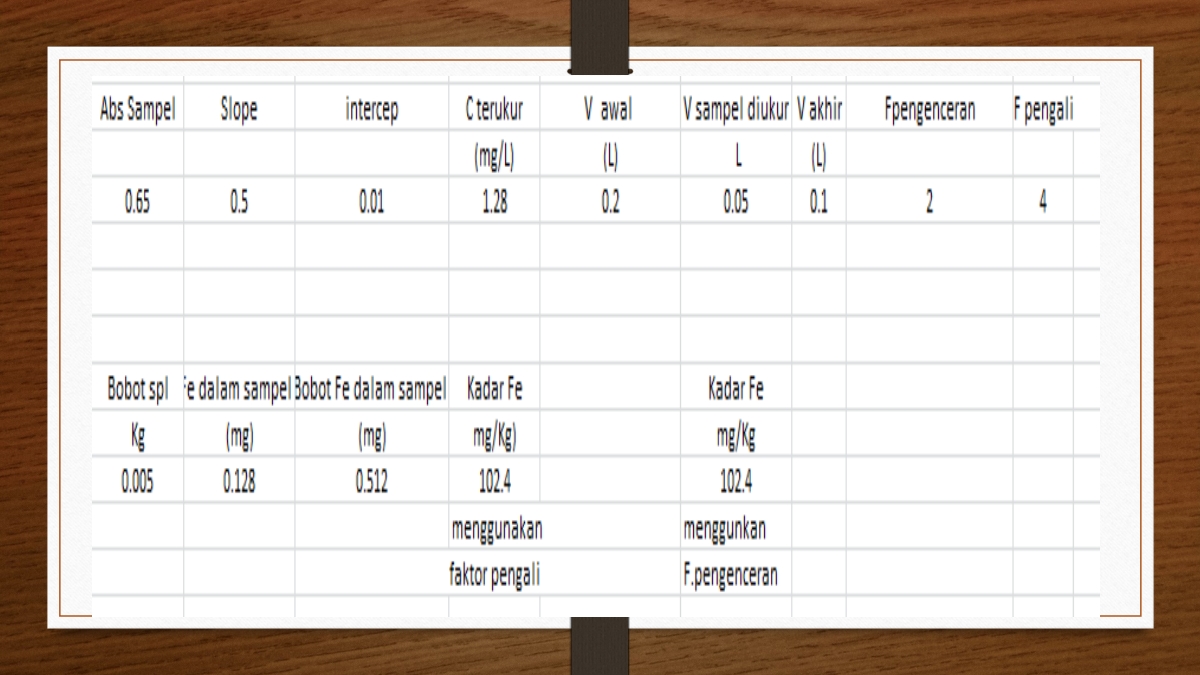 Abs Sampel Slope intercep C terukur V awal V sampel diukur V akhir Fpengenceran F pengali
(mg/L) (L) L (L)
0.65 0.5 0.01 1.28 0.2 0.05 0.1 2 4
Bobot spl e dalam sampel Bobot Fe dalam sampel Kadar Fe Kadar Fe
Kg (mg) (mg) mg/Kg) mg/Kg
0.005 0.128 0.512 102.4 102.4
menggunakan menggunkan
faktor pengali F.pengenceran